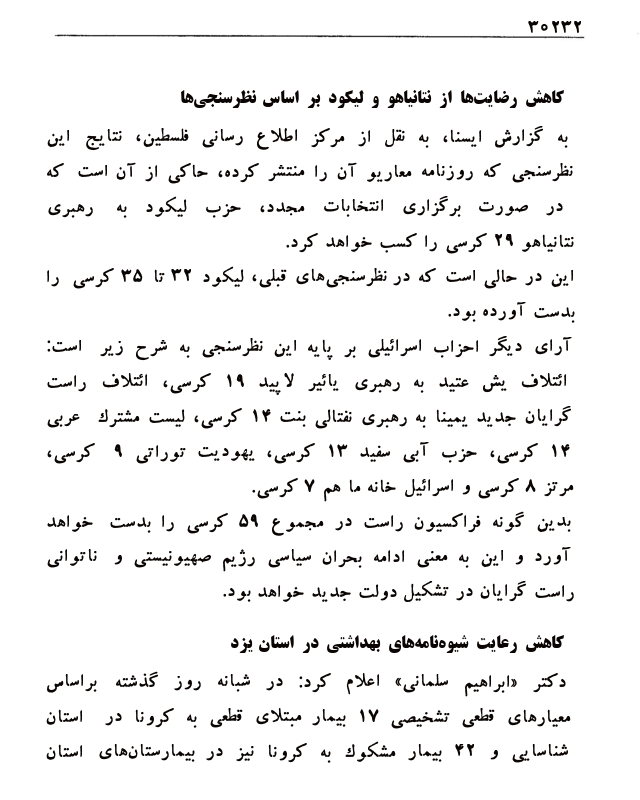 ۳۰۲۳۲
کاهش رضایت‌ها از نتانیاهو و لیکود بر اساس نظرسنجی‌ها
به گزارش ایسنا، به نقل از مرکز اطلاع رسانی فلسطین، نتایج این
نظرسنجی که روزنامه معاریو آن را منتشر کرده، حاکی از آن است که
در صورت برگزاری انتخابات مجدد، حزب لیکود به رهبری
نتانیاهو ۲۹ کرسی را کسب خواهد کرد.
این در حالی است که در نظرسنجی‌های قبلی، لیکود ۳۲ تا ۳۵ کرسی را
بدست آورده بود.
آرای دیگر احزاب اسرائیلی بر پایه این نظرسنجی به شرح زیر است:
ائتلاف یش عتید به رهبری یائیر لاپید ۱۹ کرسی، ائتلاف راست
گرایان جدید یمینا به رهبری نفتالی بنت ۱۴ کرسی، لیست مشترك عربی
۱۴ کرسی، حزب آبی سفید ۱۳ کرسی، یهودیت توراتی ۹ کرسی،
مرتز ۸ کرسی و اسرائیل خانه ما هم ۷ کرسی.
بدین گونه فراکسیون راست در مجموع ۵۹ کرسی را بدست خواهد
آورد و این به معنی ادامه بحران سیاسی رژیم صهیونیستی و ناتوانی
راست گرایان در تشکیل دولت جدید خواهد بود.
کاهش رعایت شیوه‌نامه‌های بهداشتی در استان یزد
دکتر «ابراهیم سلمانی» اعلام کرد: در شبانه روز گذشته براساس
معیارهای قطعی تشخیصی ۱۷ بیمار مبتلای قطعی به کرونا در استان
شناسایی و ۴۲ بیمار مشکوك به کرونا نیز در بیمارستان‌های استان